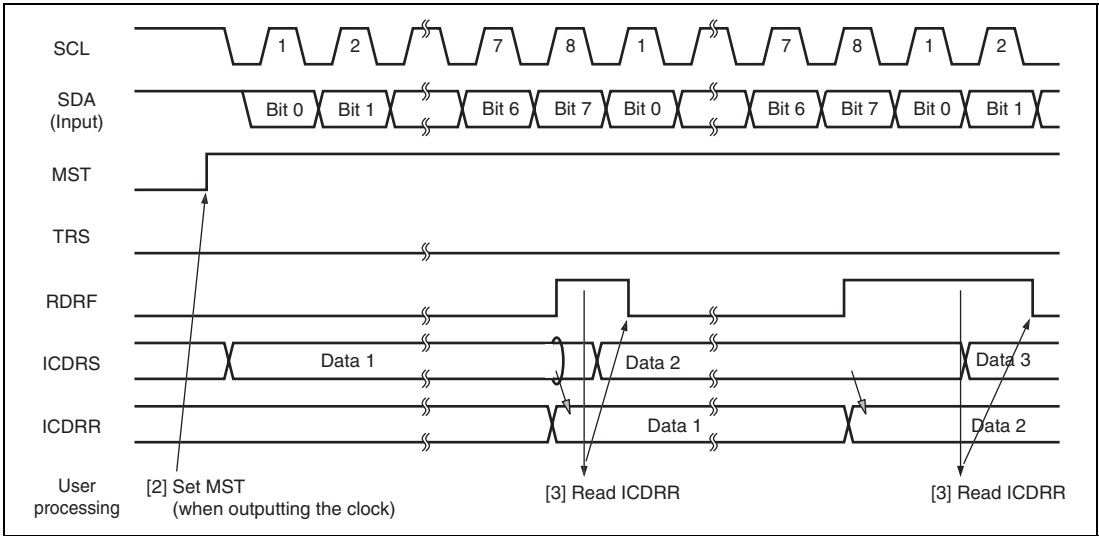 SCL 1 2 7 8 1 7 8 1 2
SDA
(Input)
Bit 0 Bit 1 Bit 6 Bit 7 Bit 0 Bit 6 Bit 7 Bit 0 Bit 1
MST
TRS
RDRF
ICDRS Data 1 Data 2 Data 3
ICDRR Data 1 Data 2
User
processing
[2] Set MST
(when outputting the clock)
[3] Read ICDRR
[3] Read ICDRR